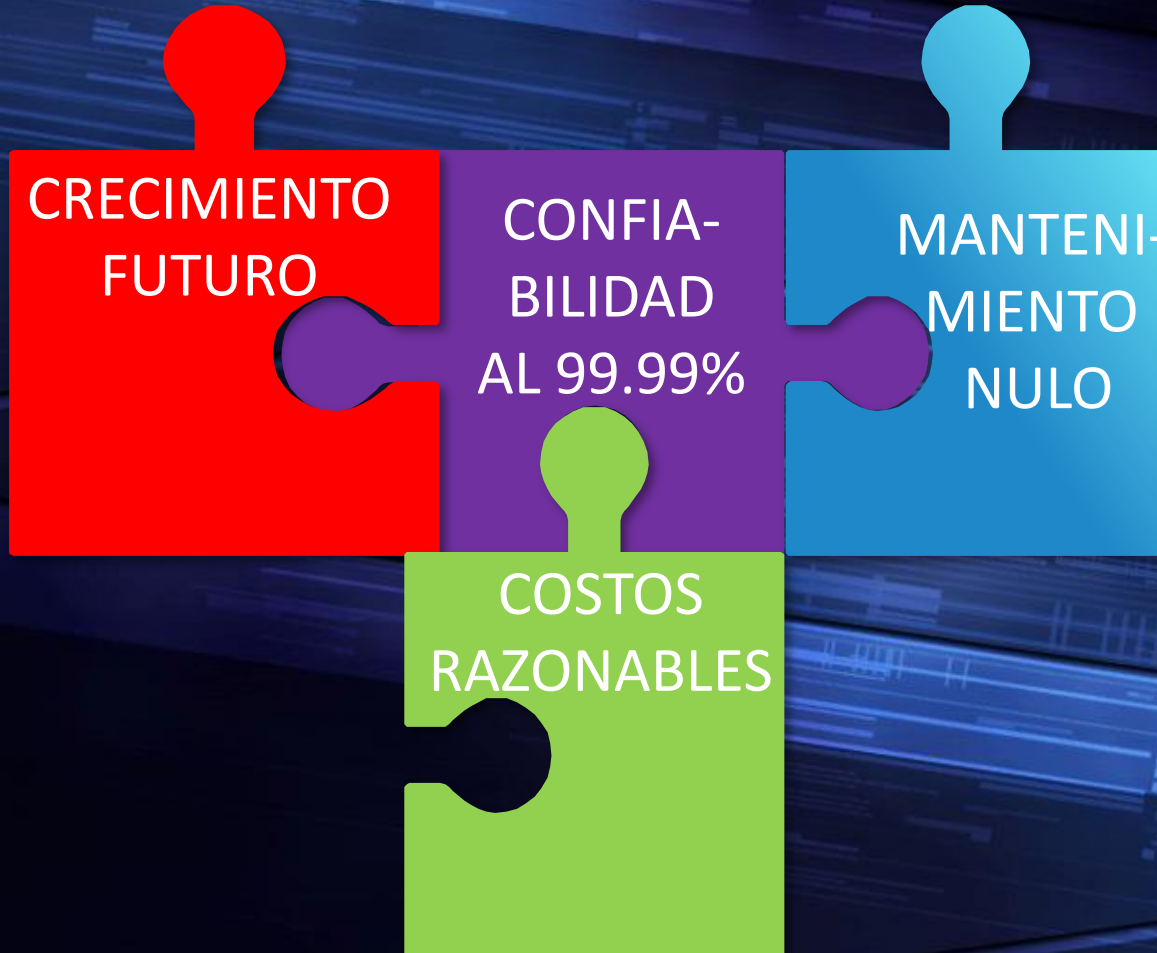 CRECIMIENTO
FUTURO
CONFIA-
BILIDAD
AL 99.99%
MANTENI-
MIENTO
NULO
COSTOS
RAZONABLES